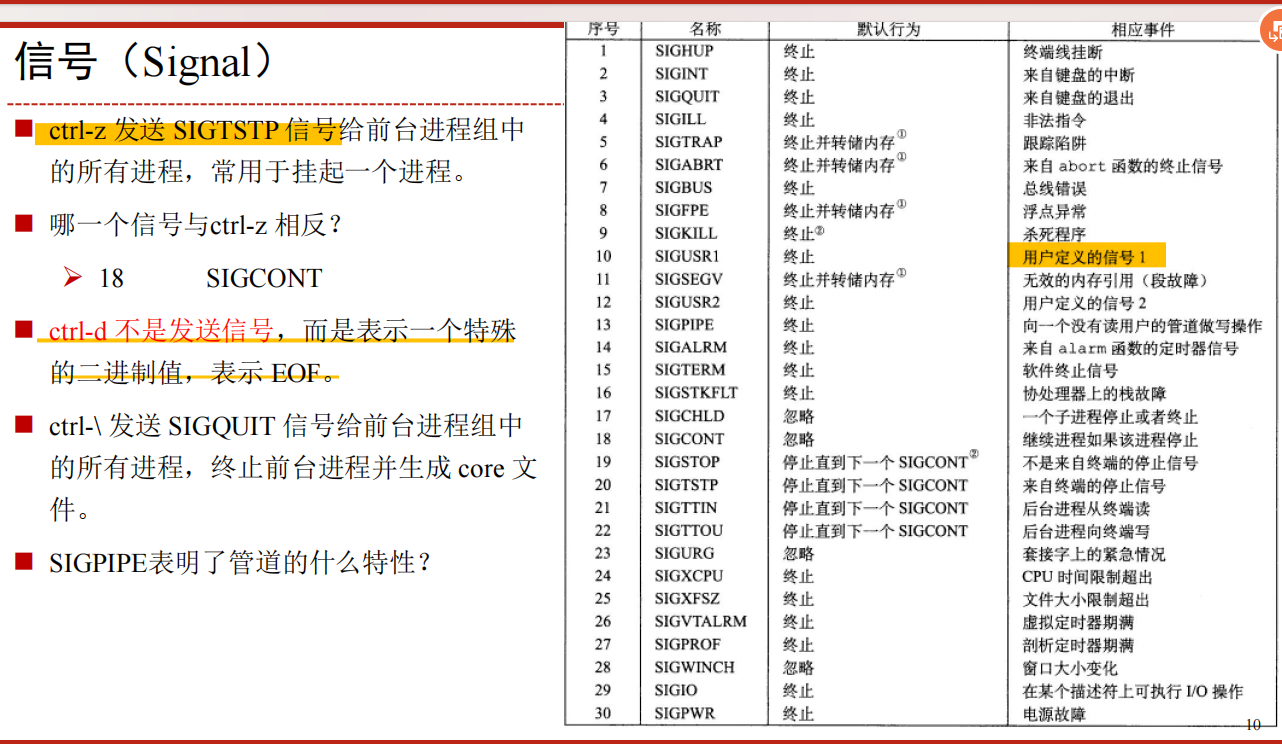 信号（Signal）
■ ctrl-z 发送 SIGTSTP 信号给前台进程组中
的所有进程，常用于挂起一个进程。
■ 哪一个信号与ctrl-z 相反？
➢ 18 SIGCONT
■ ctrl-d 不是发送信号，而是表示一个特殊
的二进制值，表示 EOF。
■ ctrl-\ 发送 SIGQUIT 信号给前台进程组中
的所有进程，终止前台进程并生成 core 文
件。
■ SIGPIPE表明了管道的什么特性？
序号 名称 默认行为 相应事件
1 SIGHUP 终止 终端线挂断
2 SIGINT 终止 来自键盘的中断
3 SIGQUIT 终止 来自键盘的退出
4 SIGILL 终止 非法指令
5 SIGTRAP 终止并转储内存① 跟踪陷阱
6 SIGABRT 终止并转储内存① 来自 abort 函数的终止信号
7 SIGBUS 终止 总线错误
8 SIGFPE 终止并转储内存① 浮点异常
9 SIGKILL 终止② 杀死程序
10 SIGUSR1 终止 用户定义的信号 1
11 SIGSEGV 终止并转储内存① 无效的内存引用（段故障）
12 SIGUSR2 终止 用户定义的信号 2
13 SIGPIPE 终止 向一个没有读用户的管道做写操作
14 SIGALRM 终止 来自 alarm 函数的定时器信号
15 SIGTERM 终止 软件终止信号
16 SIGSTKFLT 终止 协处理器上的栈故障
17 SIGCHLD 忽略 一个子进程停止或者终止
18 SIGCONT 忽略 继续进程如果该进程停止
19 SIGSTOP 停止直到下一个 SIGCONT② 不是来自终端的停止信号
20 SIGTSTP 停止直到下一个 SIGCONT 来自终端的停止信号
21 SIGTTIN 停止直到下一个 SIGCONT 后台进程从终端读
22 SIGTTOU 停止直到下一个 SIGCONT 后台进程向终端写
23 SIGURG 忽略 套接字上的紧急情况
24 SIGXCPU 终止 CPU 时间限制超出
25 SIGXFSZ 终止 文件大小限制超出
26 SIGVTALRM 终止 虚拟定时器期满
27 SIGPROF 终止 剖析定时器期满
28 SIGWINCH 忽略 窗口大小变化
29 SIGIO 终止 在某个描述符上可执行 I/O 操作
30 SIGPWR 终止 电源故障
10